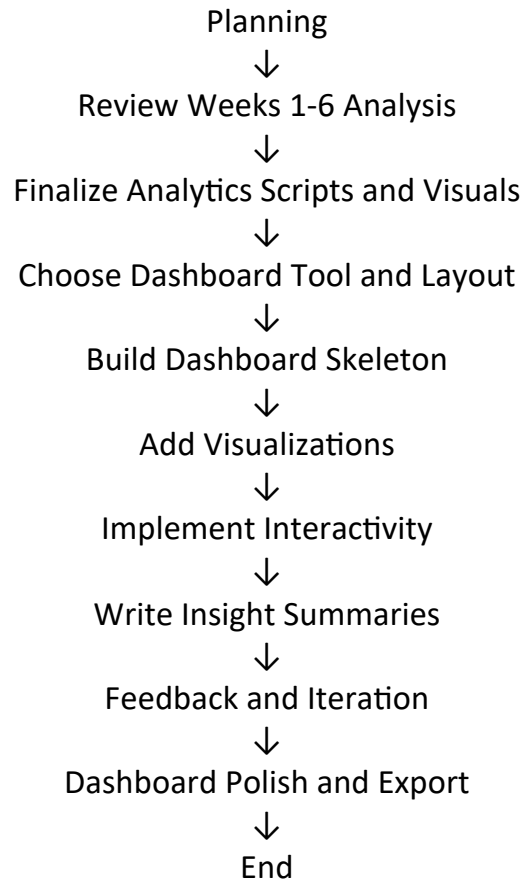 Planning
↓
Review Weeks 1-6 Analysis
↓
Finalize Analytics Scripts and Visuals
↓
Choose Dashboard Tool and Layout
↓
Build Dashboard Skeleton
↓
Add Visualizations
↓
Implement Interactivity
↓
Write Insight Summaries
↓
Feedback and Iteration
↓
Dashboard Polish and Export
↓
End